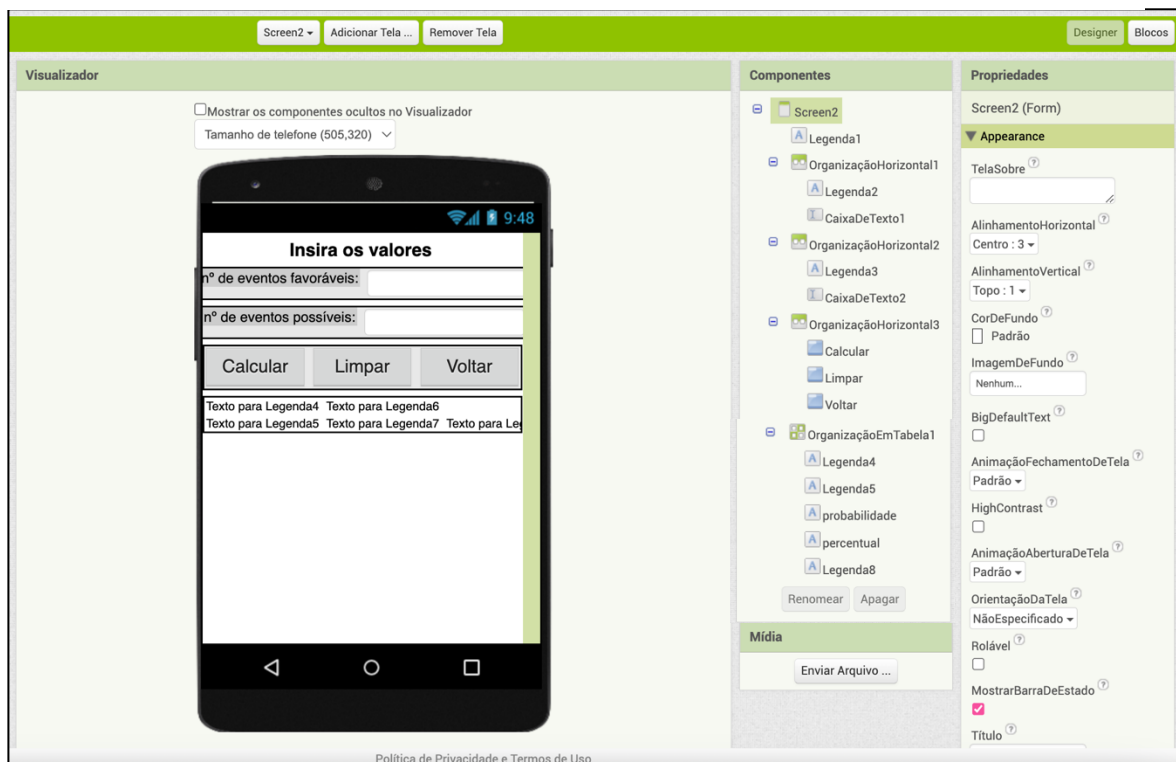 Screen2 Adicionar Tela ... Remover Tela Designer Blocos
Visualizador
Mostrar os componentes ocultos no Visualizador
Tamanho de telefone (505,320)
9:48
Insira os valores
nº de eventos favoráveis:
nº de eventos possíveis:
Calcular Limpar Voltar
Texto para Legenda4 Texto para Legenda6
Texto para Legenda5 Texto para Legenda7 Texto para Leg
Componentes
Screen2
Legenda1
OrganizaçãoHorizontal1
Legenda2
CaixaDeTexto1
OrganizaçãoHorizontal2
Legenda3
CaixaDeTexto2
OrganizaçãoHorizontal3
Calcular
Limpar
Voltar
OrganizaçãoEmTabela1
Legenda4
Legenda5
probabilidade
percentual
Legenda8
Renomear Apagar
Mídia
Enviar Arquivo ...
Propriedades
Screen2 (Form)
Appearance
TelaSobre ?
AlinhamentoHorizontal ?
Centro : 3
AlinhamentoVertical ?
Topo : 1
CorDeFundo ?
Padrão
ImagemDeFundo ?
Nenhum...
BigDefaultText ?
AnimaçãoFechamentoDeTela ?
Padrão
HighContrast ?
AnimaçãoAberturaDeTela ?
Padrão
OrientaçãoDaTela ?
NãoEspecificado
Rolável ?
MostrarBarraDeEstado ?
Título ?
Política de Privacidade e Termos de Uso